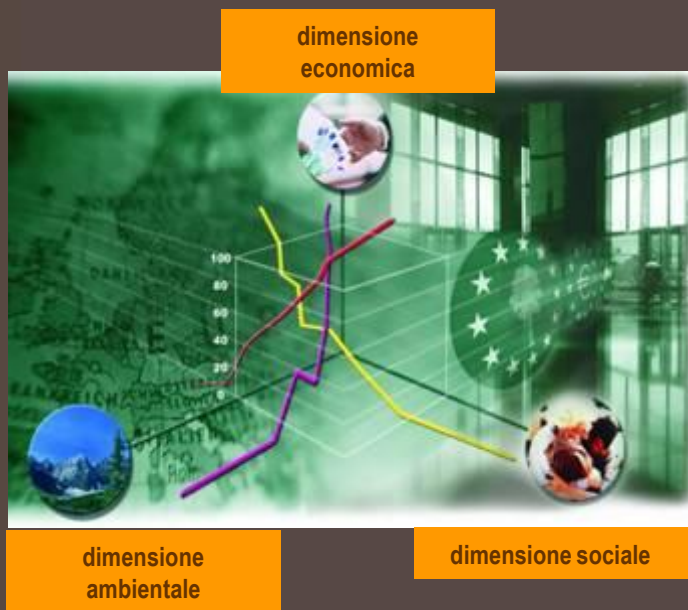 dimensione
economica
100
80
60
40
20
0
dimensione
ambientale
dimensione sociale